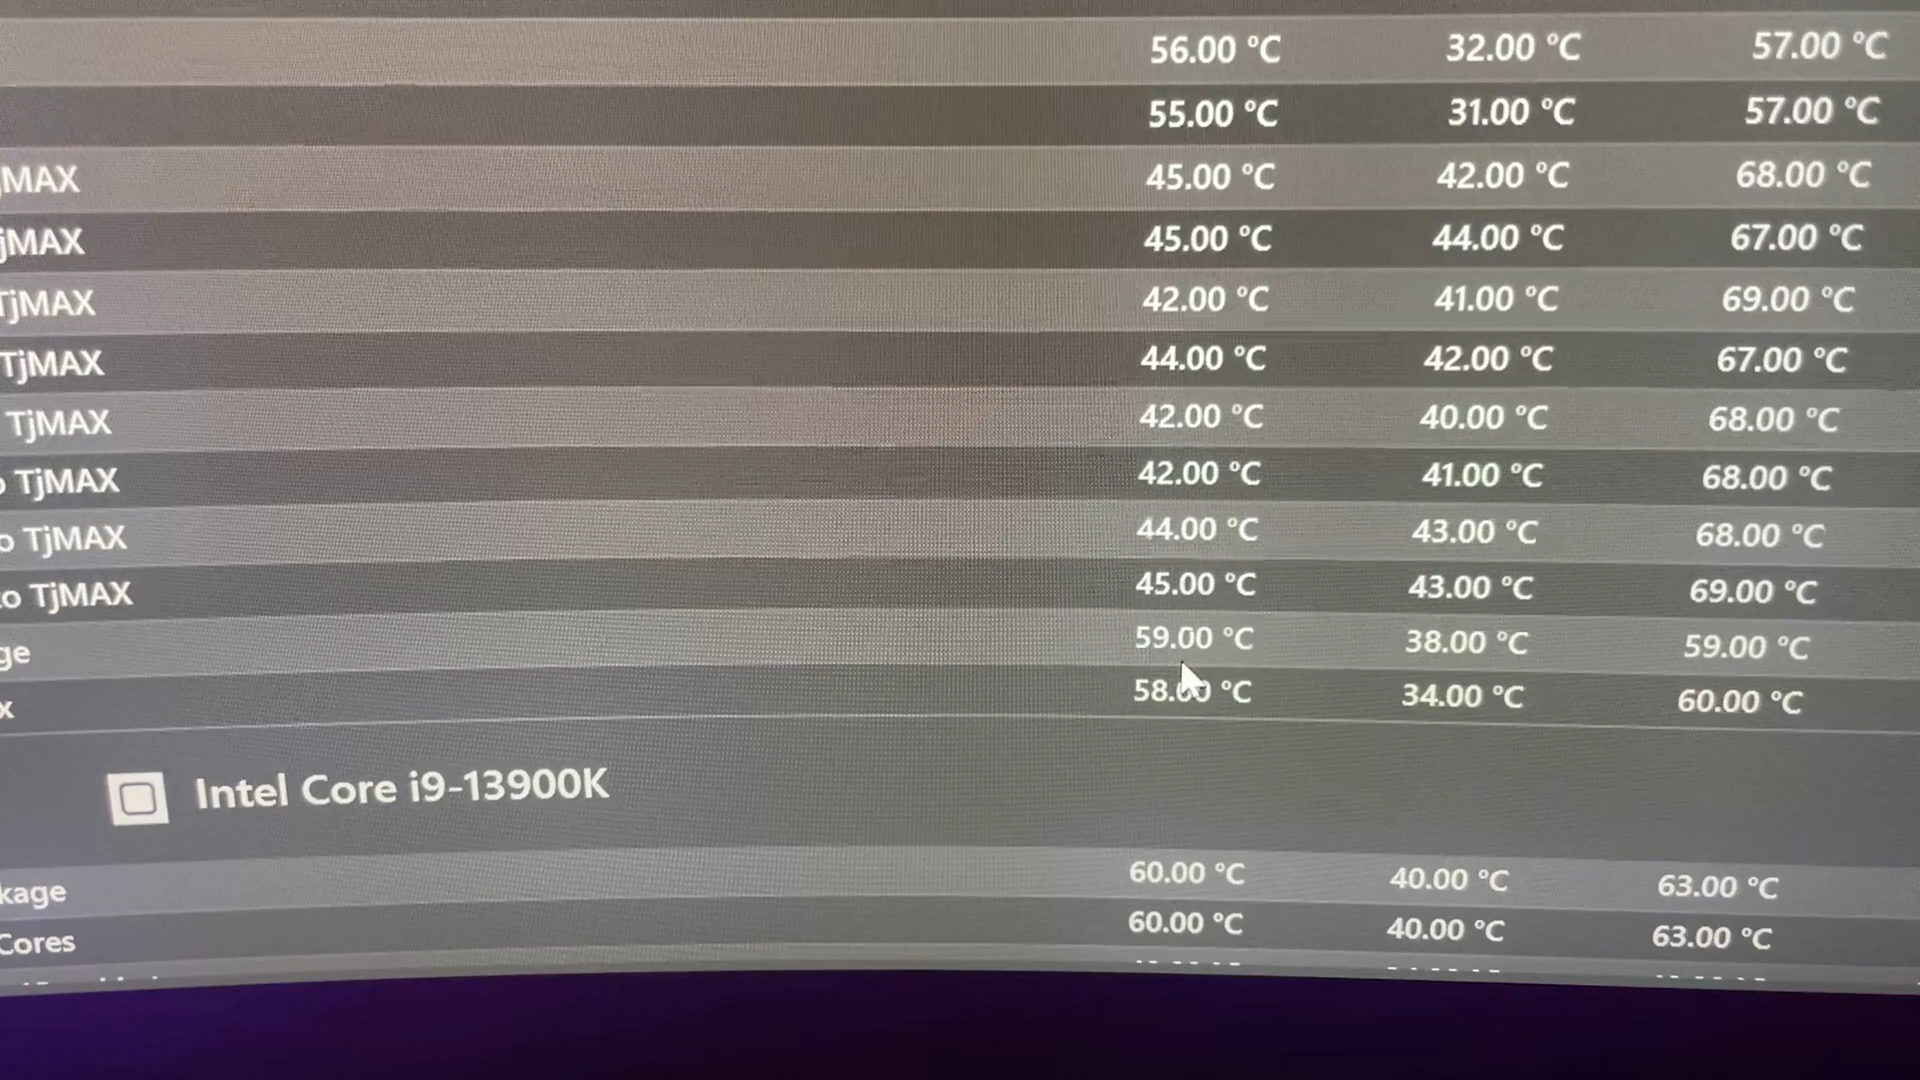 56.00 °C 32.00 °C 57.00 °C
55.00 °C 31.00 °C 57.00 °C
jMAX 45.00 °C 42.00 °C 68.00 °C
jMAX 45.00 °C 44.00 °C 67.00 °C
TjMAX 42.00 °C 41.00 °C 69.00 °C
TjMAX 44.00 °C 42.00 °C 67.00 °C
TjMAX 42.00 °C 40.00 °C 68.00 °C
o TjMAX 42.00 °C 41.00 °C 68.00 °C
o TjMAX 44.00 °C 43.00 °C 68.00 °C
to TjMAX 45.00 °C 43.00 °C 69.00 °C
ge 59.00 °C 38.00 °C 59.00 °C
x 58.00 °C 34.00 °C 60.00 °C
Intel Core i9-13900K
kage 60.00 °C 40.00 °C 63.00 °C
Cores 60.00 °C 40.00 °C 63.00 °C